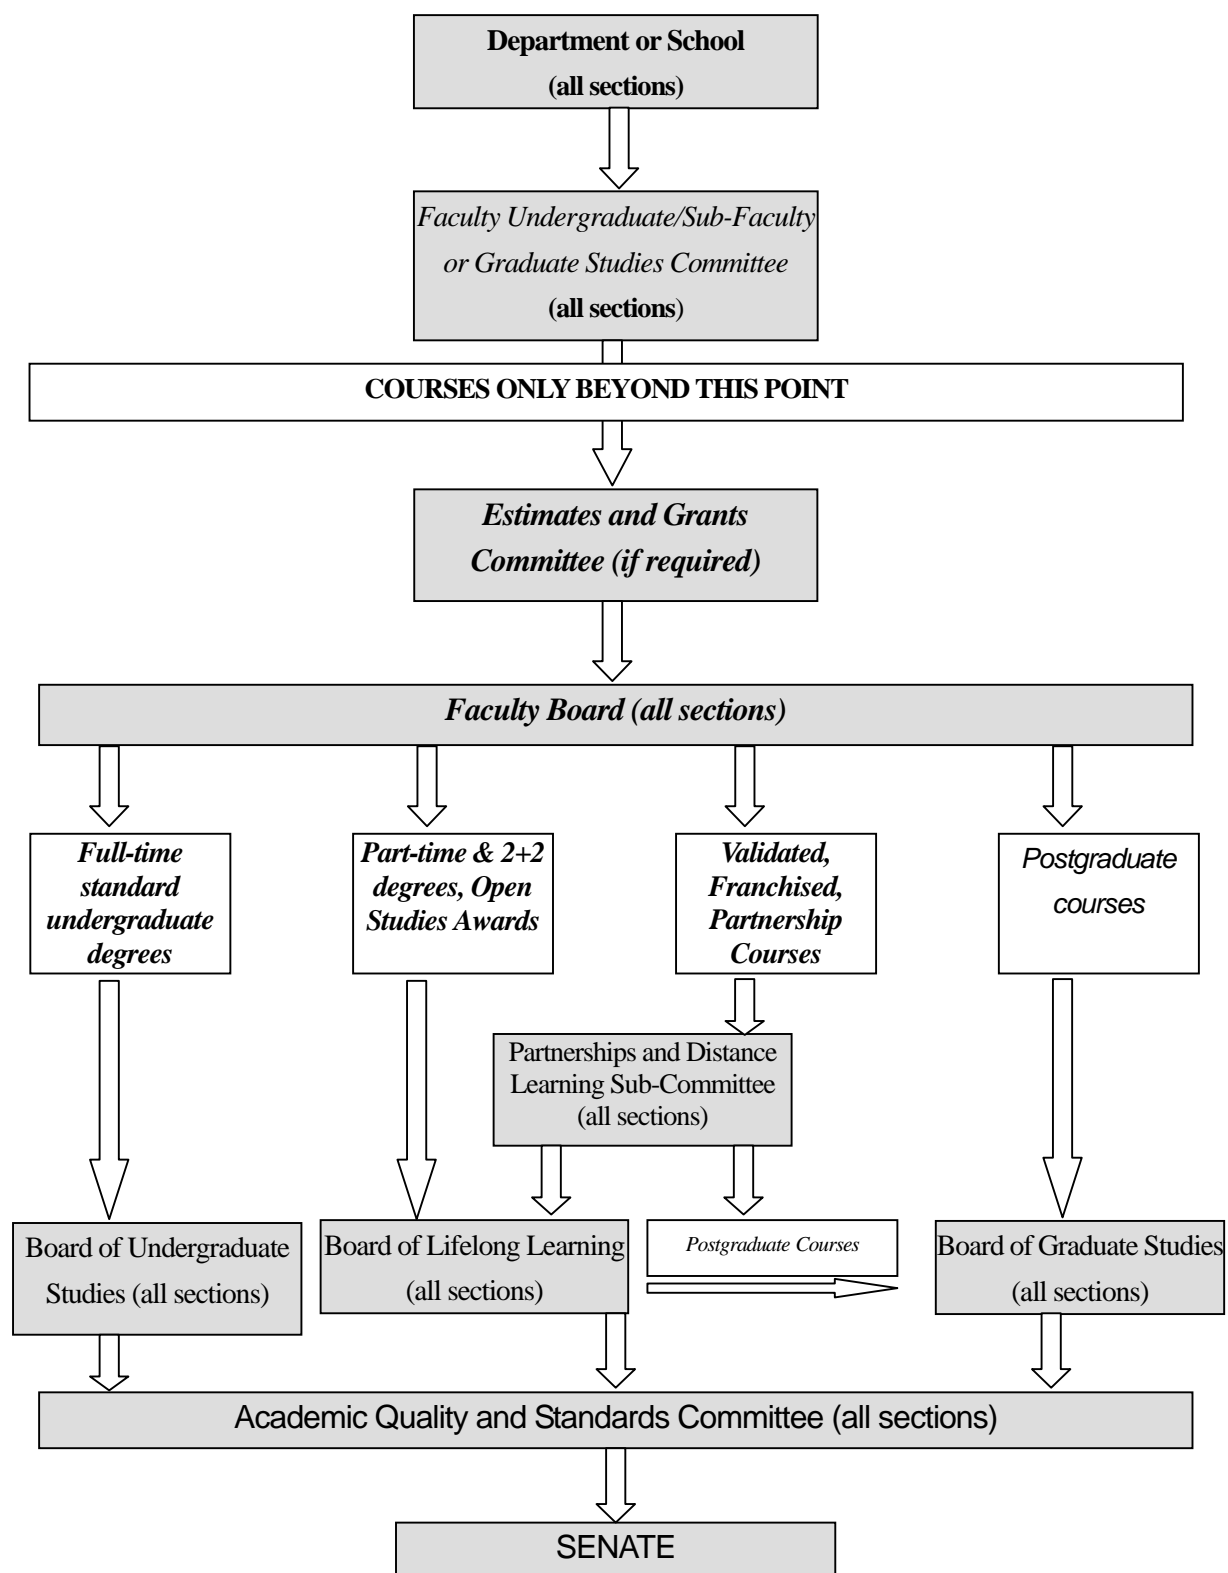 Department or School
(all sections)
Faculty Undergraduate/Sub-Faculty
or Graduate Studies Committee
(all sections)
COURSES ONLY BEYOND THIS POINT
Estimates and Grants
Committee (if required)
Faculty Board (all sections)
Full-time
standard
undergraduate
degrees
Part-time & 2+2
degrees, Open
Studies Awards
Validated,
Franchised,
Partnership
Courses
Postgraduate
courses
Partnerships and Distance
Learning Sub-Committee
(all sections)
Board of Undergraduate
Studies (all sections)
Board of Lifelong Learning
(all sections)
Postgraduate Courses
Board of Graduate Studies
(all sections)
Academic Quality and Standards Committee (all sections)
SENATE